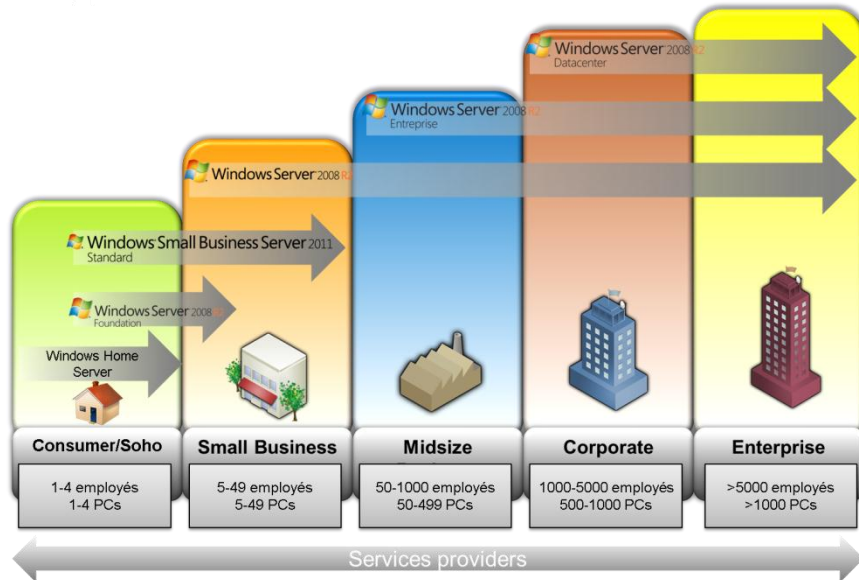 Windows Server 2008 R2
Datacenter
Windows Server 2008 R2
Entreprise
Windows Server 2008 R2
Windows Small Business Server 2011
Standard
Windows Server 2008 R2
Foundation
Windows Home
Server
Consumer/Soho
Small Business
Midsize
Corporate
Enterprise
1-4 employés
1-4 PCs
5-49 employés
5-49 PCs
50-1000 employés
50-499 PCs
1000-5000 employés
500-1000 PCs
>5000 employés
>1000 PCs
Services providers